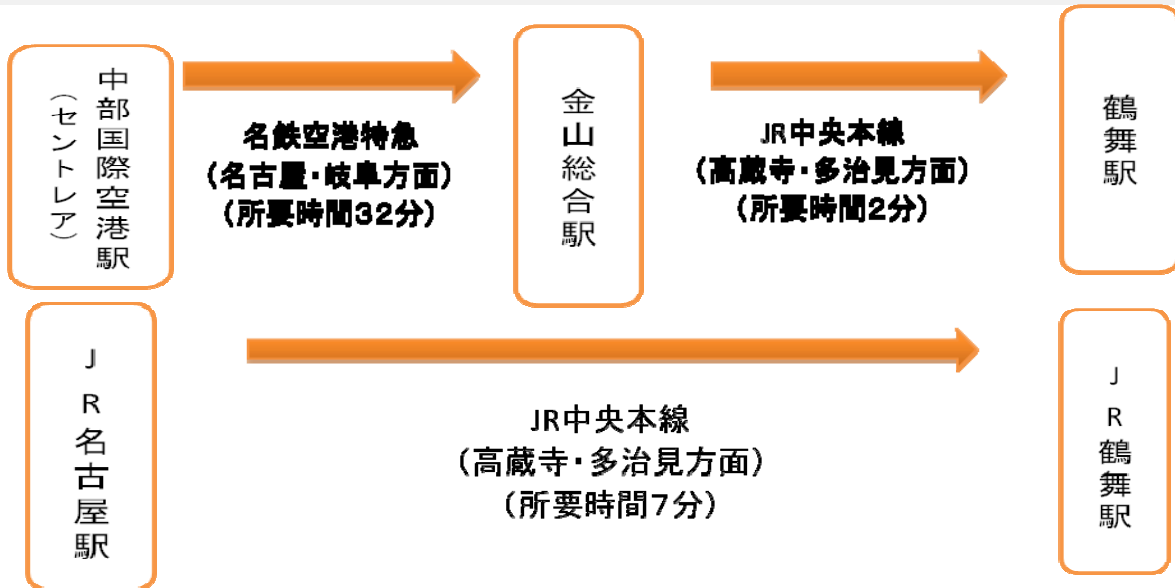 中部国際空港駅
（セントレア）
名鉄空港特急
（名古屋・岐阜方面）
（所要時間32分）
金山総合駅
JR中央本線
（高蔵寺・多治見方面）
（所要時間2分）
鶴舞駅
JR名古屋駅
JR中央本線
（高蔵寺・多治見方面）
（所要時間7分）
JR鶴舞駅